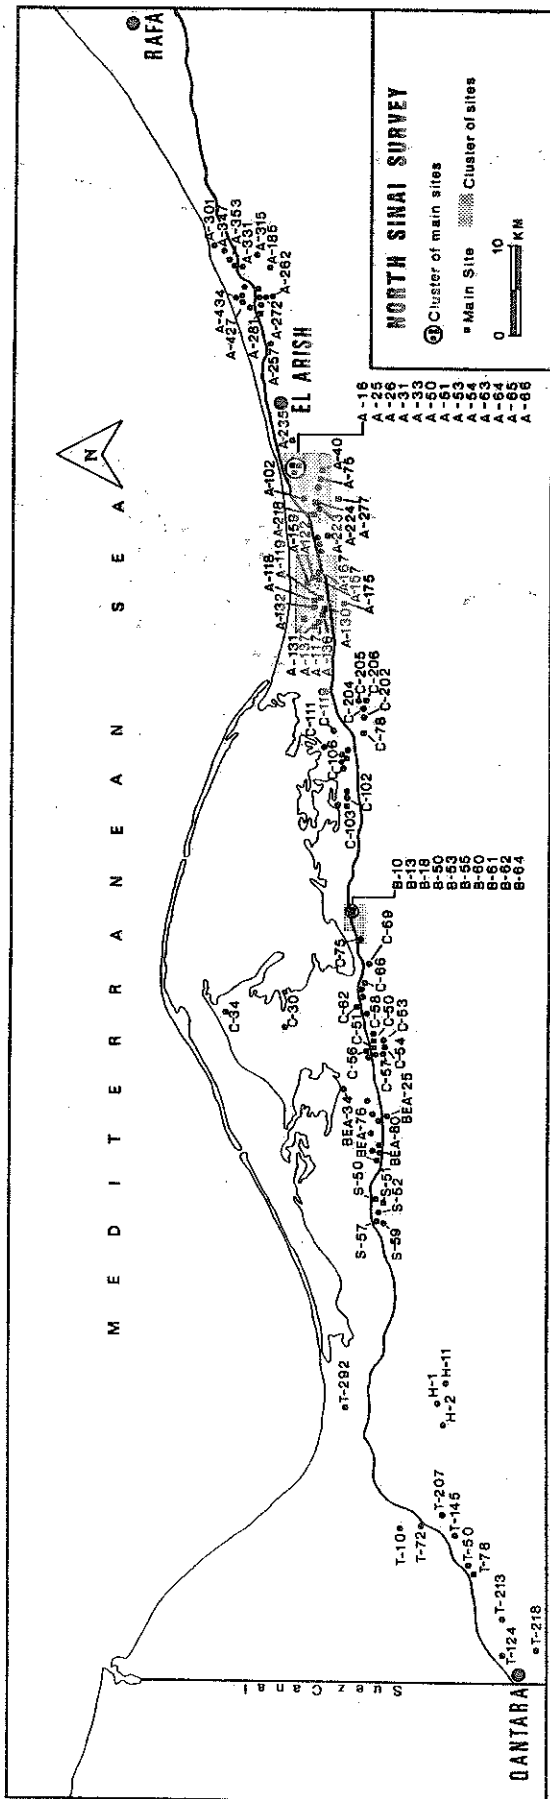 MEDITERRANEAN SEA
N
RAFA
EL ARISH
QANTARA
Suez Canal
NORTH SINAI SURVEY
Cluster of main sites
Main Site
Cluster of sites
0 10
KM
T-292
T-10
T-72
T-207
T-145
T-50
T-78
T-213
T-124
T-218
H-1
H-2
H-11
S-57
S-59
S-50
S-51
S-52
BEA-34
BEA-76
BEA-80
BEA-25
C-34
C-30
C-56
C-51
C-62
C-57
C-54
C-53
C-50
C-58
C-66
C-69
C-75
B-10
B-13
B-18
B-50
B-53
B-55
B-60
B-61
B-62
B-64
C-103
C-102
C-106
C-111
C-119
C-204
C-205
C-206
C-202
C-78
A-131
A-137
A-117
A-136
A-132
A-118
A-119
A-159
A-122
A-218
A-102
A-130
A-175
A-157
A-167
A-223
A-224
A-277
A-75
A-40
A-235
A-16
A-25
A-26
A-31
A-33
A-50
A-51
A-53
A-54
A-63
A-64
A-65
A-66
A-257
A-281
A-427
A-434
A-272
A-262
A-185
A-315
A-331
A-353
A-347
A-301